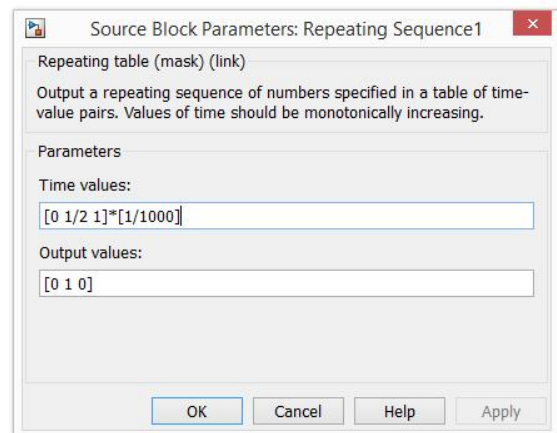 Source Block Parameters: Repeating Sequence1
Repeating table (mask) (link)
Output a repeating sequence of numbers specified in a table of time-
value pairs. Values of time should be monotonically increasing.
Parameters
Time values:
[0 1/2 1]*[1/1000]
Output values:
[0 1 0]
OK Cancel Help Apply